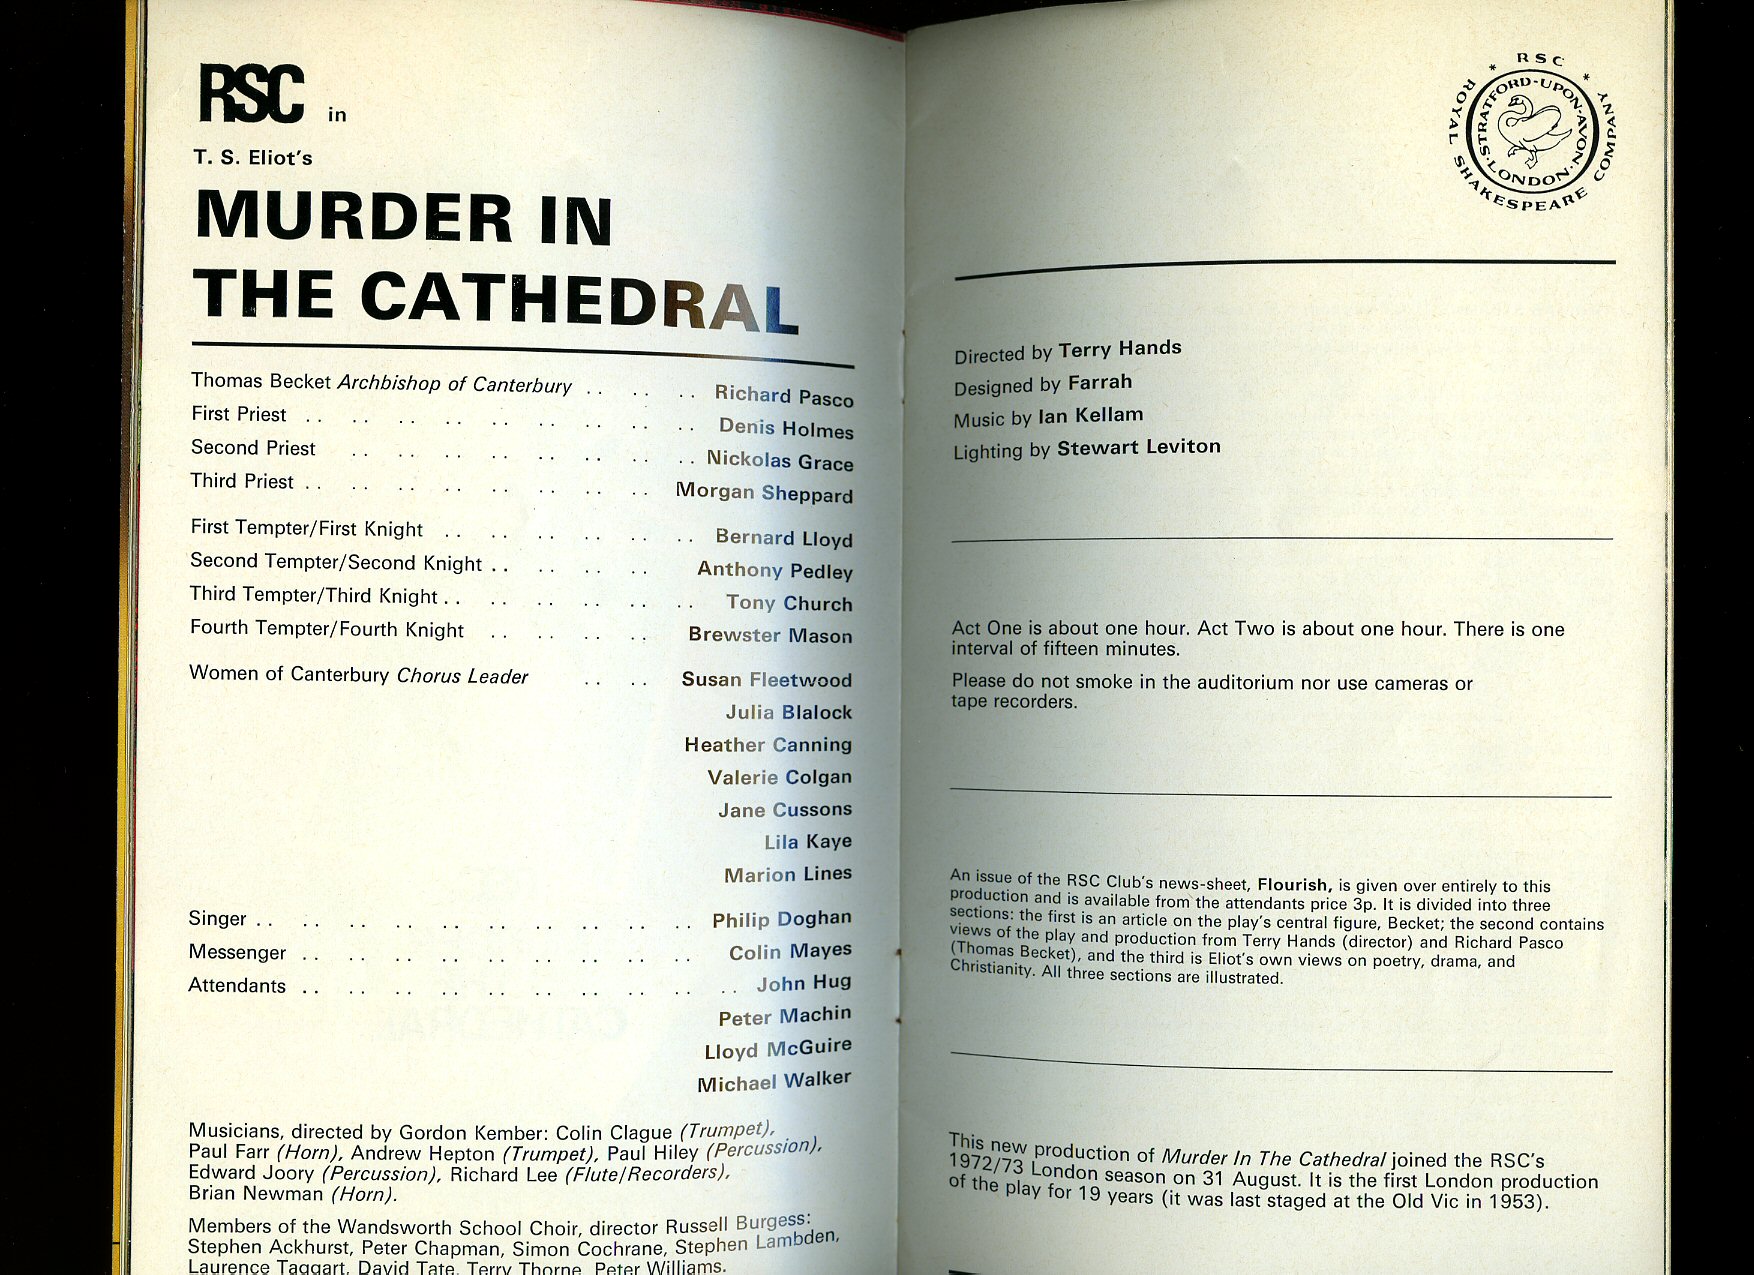 RSC in
T. S. Eliot's
MURDER IN
THE CATHEDRAL
Thomas Becket Archbishop of Canterbury .. .. .. Richard Pasco
First Priest .. .. .. .. .. .. .. .. .. Denis Holmes
Second Priest .. .. .. .. .. .. .. .. Nickolas Grace
Third Priest .. .. .. .. .. .. .. .. Morgan Sheppard
First Tempter/First Knight .. .. .. .. .. .. Bernard Lloyd
Second Tempter/Second Knight .. .. .. .. Anthony Pedley
Third Tempter/Third Knight .. .. .. .. .. .. Tony Church
Fourth Tempter/Fourth Knight .. .. .. .. Brewster Mason
Women of Canterbury Chorus Leader .. .. Susan Fleetwood
Julia Blalock
Heather Canning
Valerie Colgan
Jane Cussons
Lila Kaye
Marion Lines
Singer .. .. .. .. .. .. .. .. .. .. Philip Doghan
Messenger .. .. .. .. .. .. .. .. .. Colin Mayes
Attendants .. .. .. .. .. .. .. .. .. .. John Hug
Peter Machin
Lloyd McGuire
Michael Walker
Musicians, directed by Gordon Kember: Colin Clague (Trumpet),
Paul Farr (Horn), Andrew Hepton (Trumpet), Paul Hiley (Percussion),
Edward Joory (Percussion), Richard Lee (Flute/Recorders),
Brian Newman (Horn).
Members of the Wandsworth School Choir, director Russell Burgess:
Stephen Ackhurst, Peter Chapman, Simon Cochrane, Stephen Lambden,
Laurence Taggart, David Tate, Terry Thorne, Peter Williams.
* RSC *
ROYAL SHAKESPEARE COMPANY
STRATFORD-UPON-AVON·LONDON·
Directed by Terry Hands
Designed by Farrah
Music by Ian Kellam
Lighting by Stewart Leviton
Act One is about one hour. Act Two is about one hour. There is one
interval of fifteen minutes.
Please do not smoke in the auditorium nor use cameras or
tape recorders.
An issue of the RSC Club's news-sheet, Flourish, is given over entirely to this
production and is available from the attendants price 3p. It is divided into three
sections: the first is an article on the play's central figure, Becket; the second contains
views of the play and production from Terry Hands (director) and Richard Pasco
(Thomas Becket), and the third is Eliot's own views on poetry, drama, and
Christianity. All three sections are illustrated.
This new production of Murder In The Cathedral joined the RSC's
1972/73 London season on 31 August. It is the first London production
of the play for 19 years (it was last staged at the Old Vic in 1953).